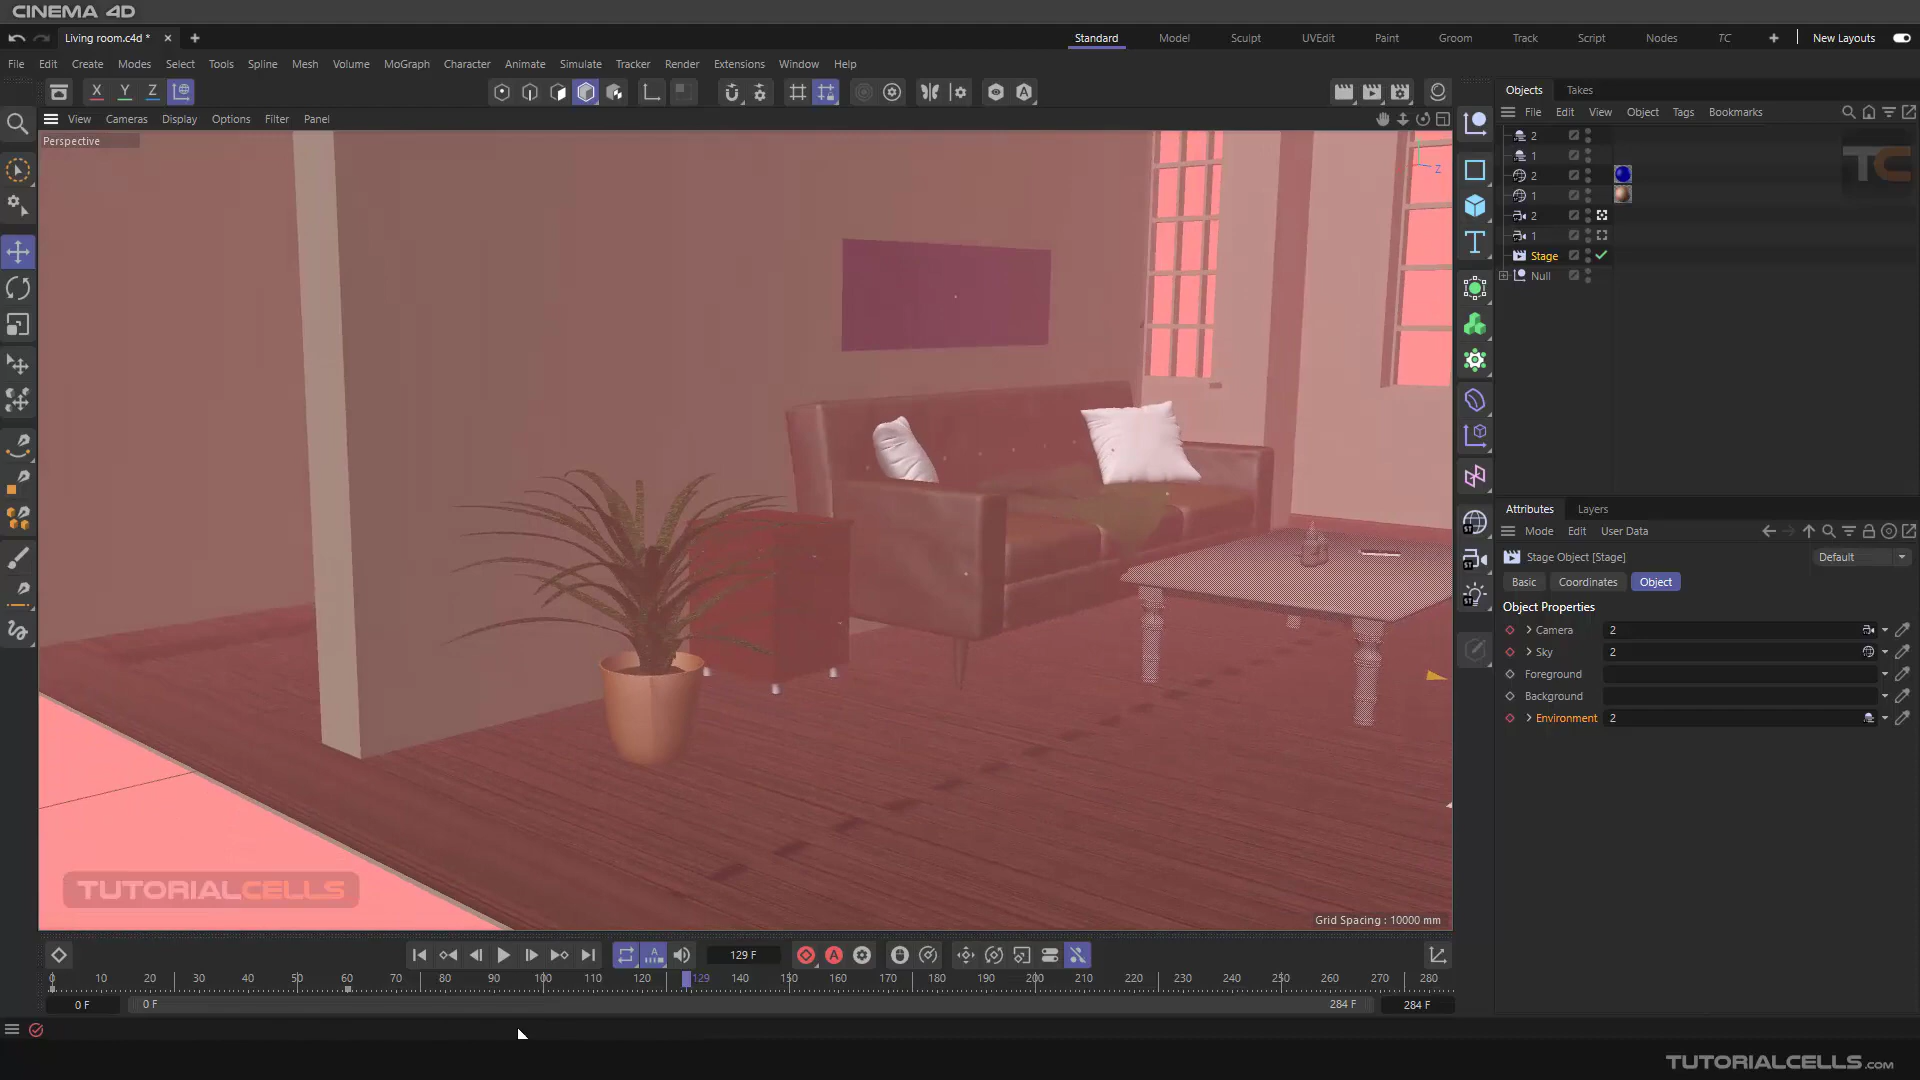 CINEMA 4D
Living room.c4d *
Standard Model Sculpt UVEdit Paint Groom Track Script Nodes TC New Layouts
File Edit Create Modes Select Tools Spline Mesh Volume MoGraph Character Animate Simulate Tracker Render Extensions Window Help
X Y Z
Objects Takes
View Cameras Display Options Filter Panel
File Edit View Object Tags Bookmarks
Perspective
Z
2
1
2
1
2
1
Stage
Null
TC
Attributes Layers
Mode Edit User Data
Stage Object [Stage] Default
Basic Coordinates Object
Object Properties
Camera 2
Sky 2
Foreground
Background
Environment 2
TUTORIALCELLS
Grid Spacing : 10000 mm
129 F
0 10 20 30 40 50 60 70 80 90 100 110 120 129 140 150 160 170 180 190 200 210 220 230 240 250 260 270 280
0 F 0 F 284 F 284 F
TUTORIALCELLS.COM